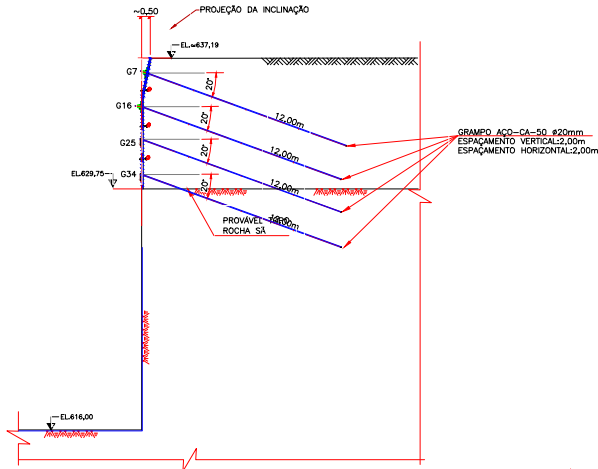 ~0.50
PROJEÇÃO DA INCLINAÇÃO
EL.≈637,19
G7
20°
12,00m
G16
20°
12,00m
GRAMPO AÇO-CA-50 ø20mm
ESPAÇAMENTO VERTICAL:2,00m
ESPAÇAMENTO HORIZONTAL:2,00m
G25
20°
12,00m
EL.629,75
G34
20°
PROVÁVEL
ROCHA SÃ
EL.616,00